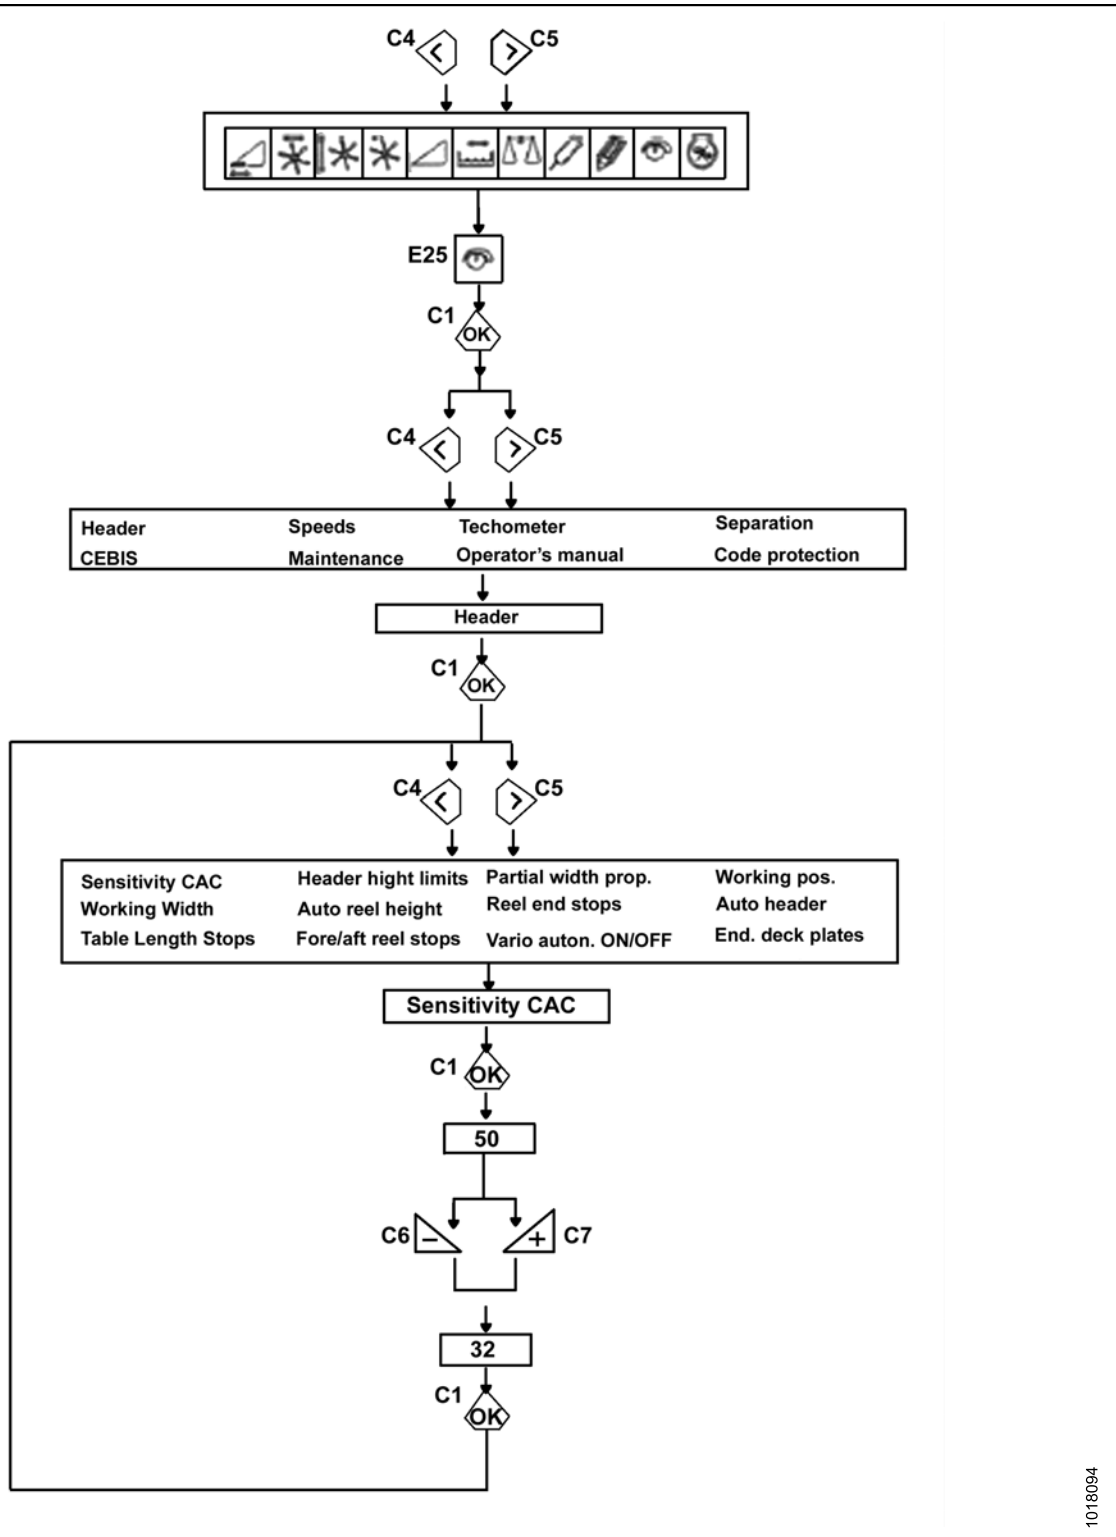 C4 < > C5
E25
C1
OK
C4 < > C5
Header Speeds Techometer Separation
CEBIS Maintenance Operator's manual Code protection
Header
C1
OK
C4 < > C5
Sensitivity CAC Header hight limits Partial width prop. Working pos.
Working Width Auto reel height Reel end stops Auto header
Table Length Stops Fore/aft reel stops Vario auton. ON/OFF End. deck plates
Sensitivity CAC
C1
OK
50
C6 − + C7
32
C1
OK
1018094